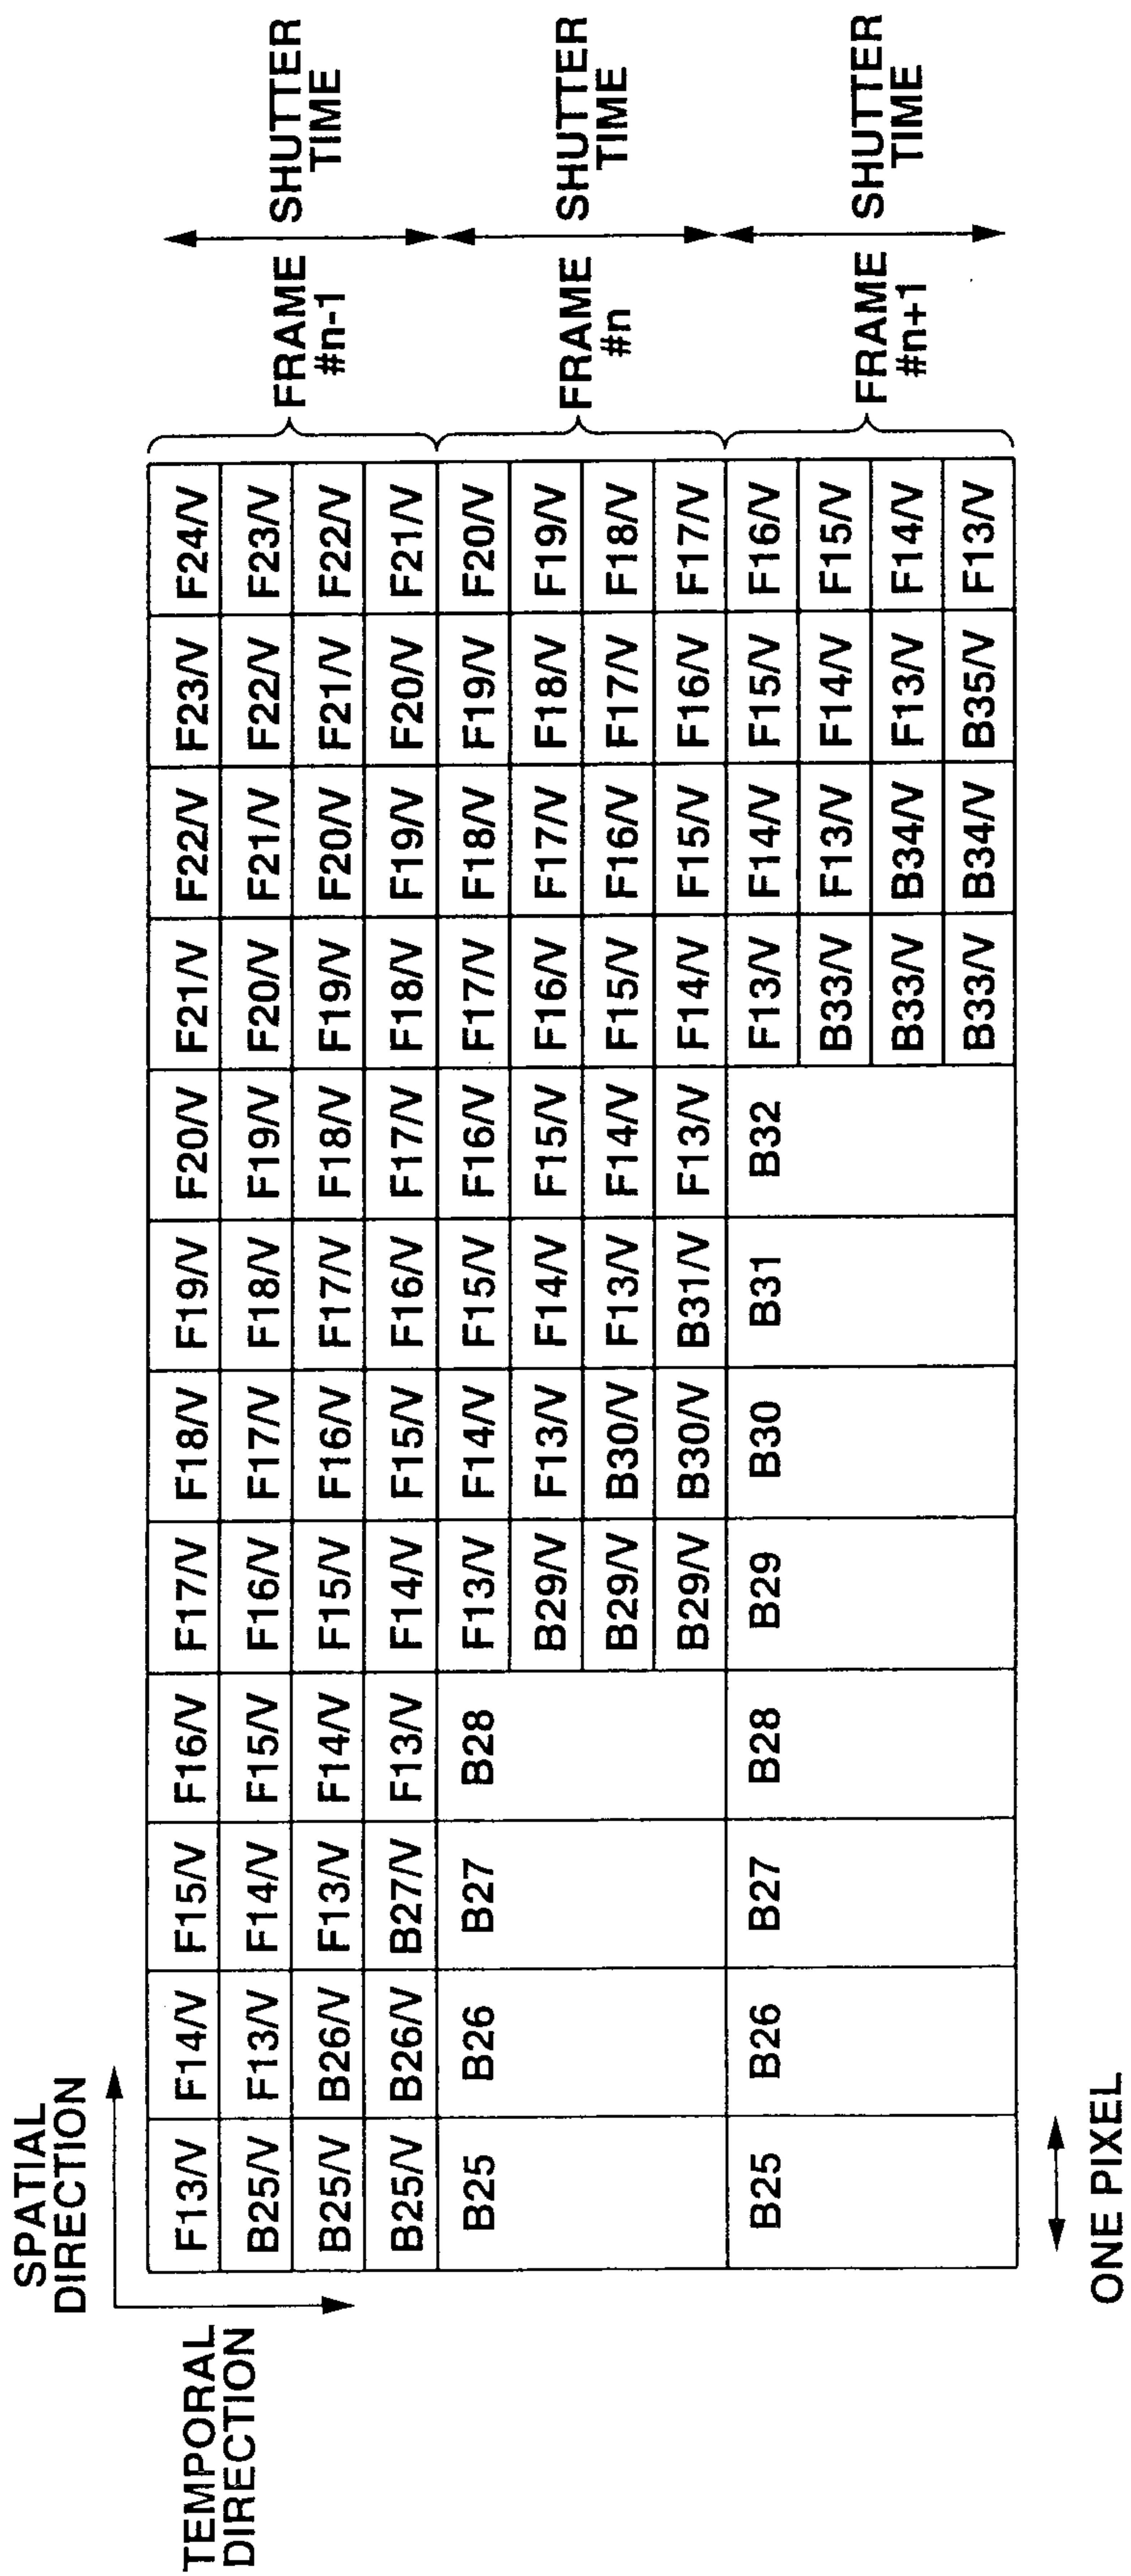 SPATIAL
DIRECTION
TEMPORAL
DIRECTION
F13/V F14/V F15/V F16/V F17/V F18/V F19/V F20/V F21/V F22/V F23/V F24/V
B25/V F13/V F14/V F15/V F16/V F17/V F18/V F19/V F20/V F21/V F22/V F23/V
B25/V B26/V F13/V F14/V F15/V F16/V F17/V F18/V F19/V F20/V F21/V F22/V
B25/V B26/V B27/V F13/V F14/V F15/V F16/V F17/V F18/V F19/V F20/V F21/V
FRAME
#n-1
SHUTTER
TIME
B25 B26 B27 B28 F13/V F14/V F15/V F16/V F17/V F18/V F19/V F20/V
B29/V F13/V F14/V F15/V F16/V F17/V F18/V F19/V
B29/V B30/V F13/V F14/V F15/V F16/V F17/V F18/V
B29/V B30/V B31/V F13/V F14/V F15/V F16/V F17/V
FRAME
#n
SHUTTER
TIME
B25 B26 B27 B28 B29 B30 B31 B32 F13/V F14/V F15/V F16/V
B33/V F13/V F14/V F15/V
B33/V B34/V F13/V F14/V
B33/V B34/V B35/V F13/V
FRAME
#n+1
SHUTTER
TIME
ONE PIXEL